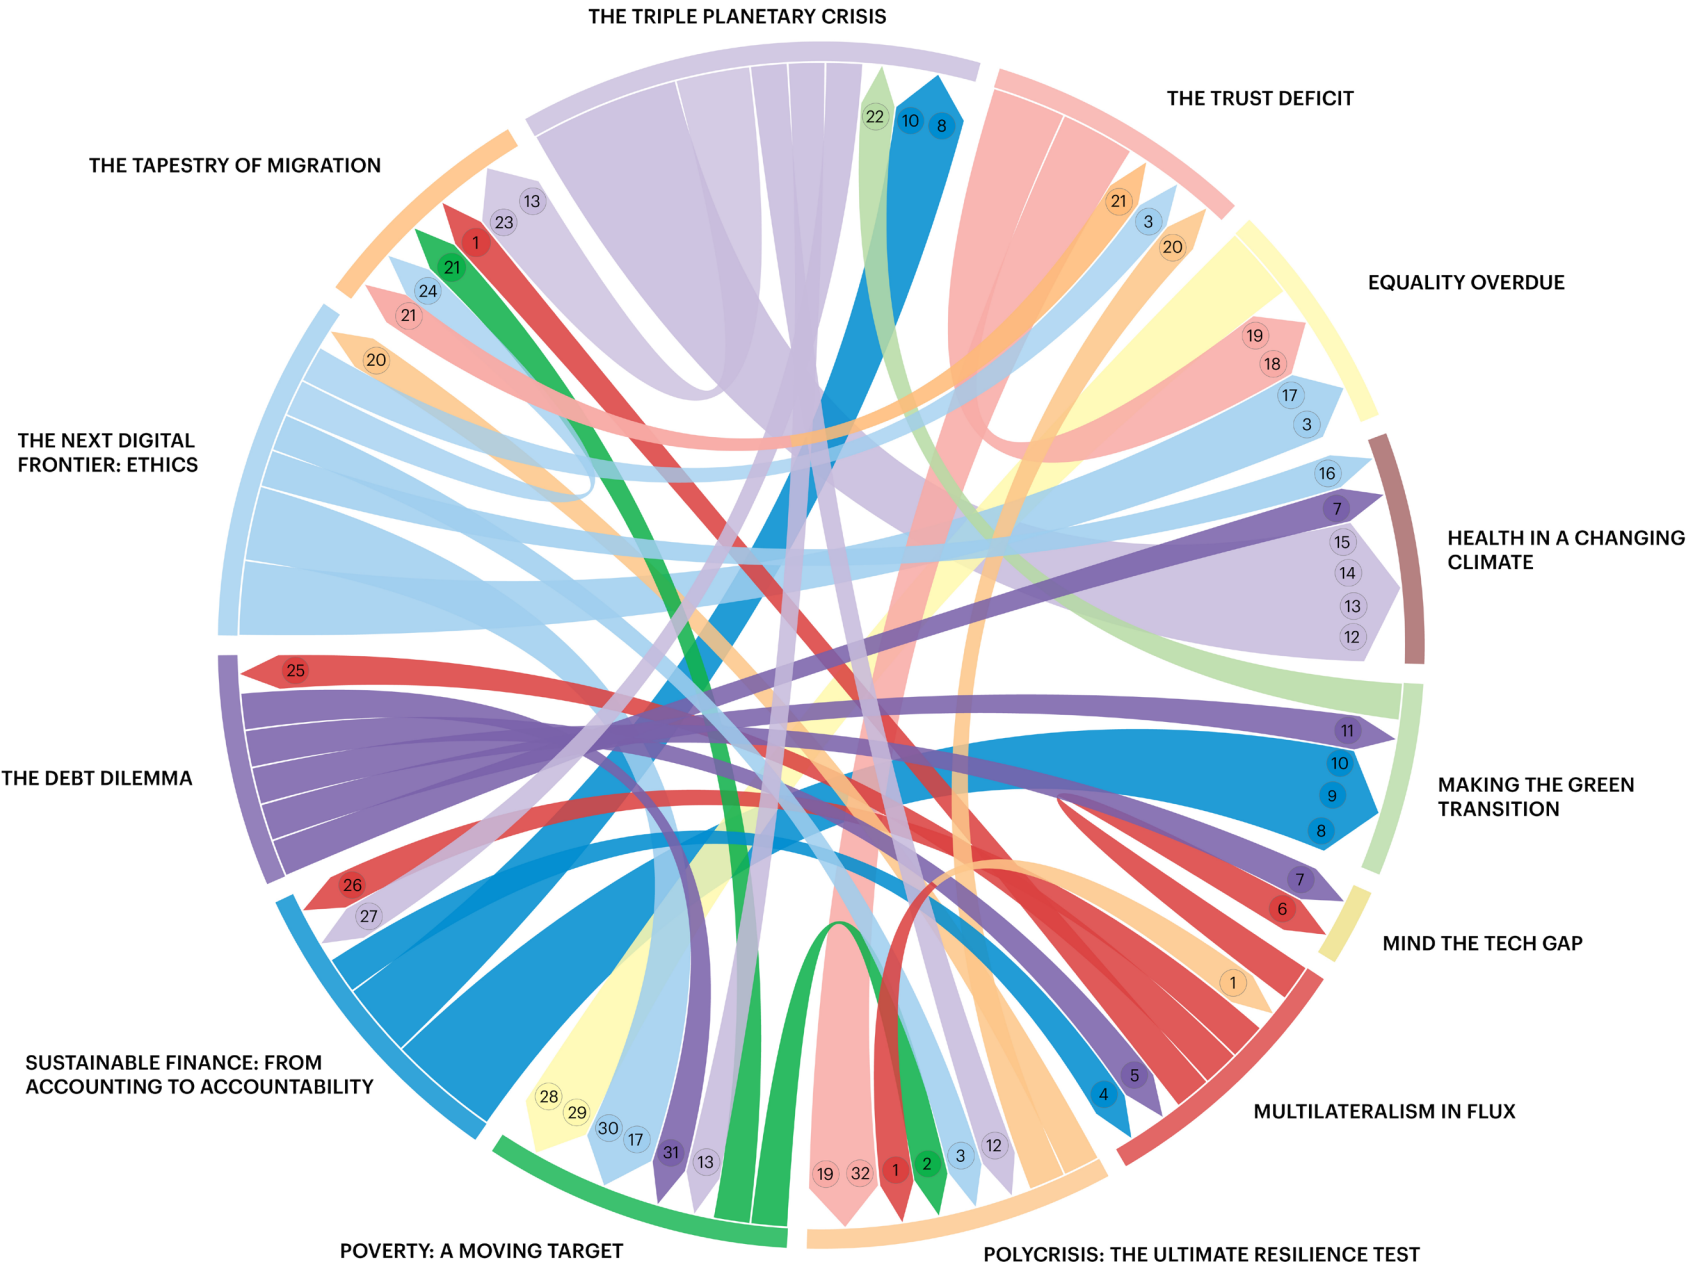 THE TRIPLE PLANETARY CRISIS
THE TRUST DEFICIT
THE TAPESTRY OF MIGRATION
EQUALITY OVERDUE
THE NEXT DIGITAL
FRONTIER: ETHICS
HEALTH IN A CHANGING
CLIMATE
THE DEBT DILEMMA
MAKING THE GREEN
TRANSITION
MIND THE TECH GAP
SUSTAINABLE FINANCE: FROM
ACCOUNTING TO ACCOUNTABILITY
MULTILATERALISM IN FLUX
POVERTY: A MOVING TARGET
POLYCRISIS: THE ULTIMATE RESILIENCE TEST
22
10
8
21
3
20
19
18
17
3
16
7
15
14
13
12
11
10
9
8
7
6
1
5
4
12
3
2
1
32
19
13
31
17
30
29
28
27
26
25
20
21
24
21
1
23
13